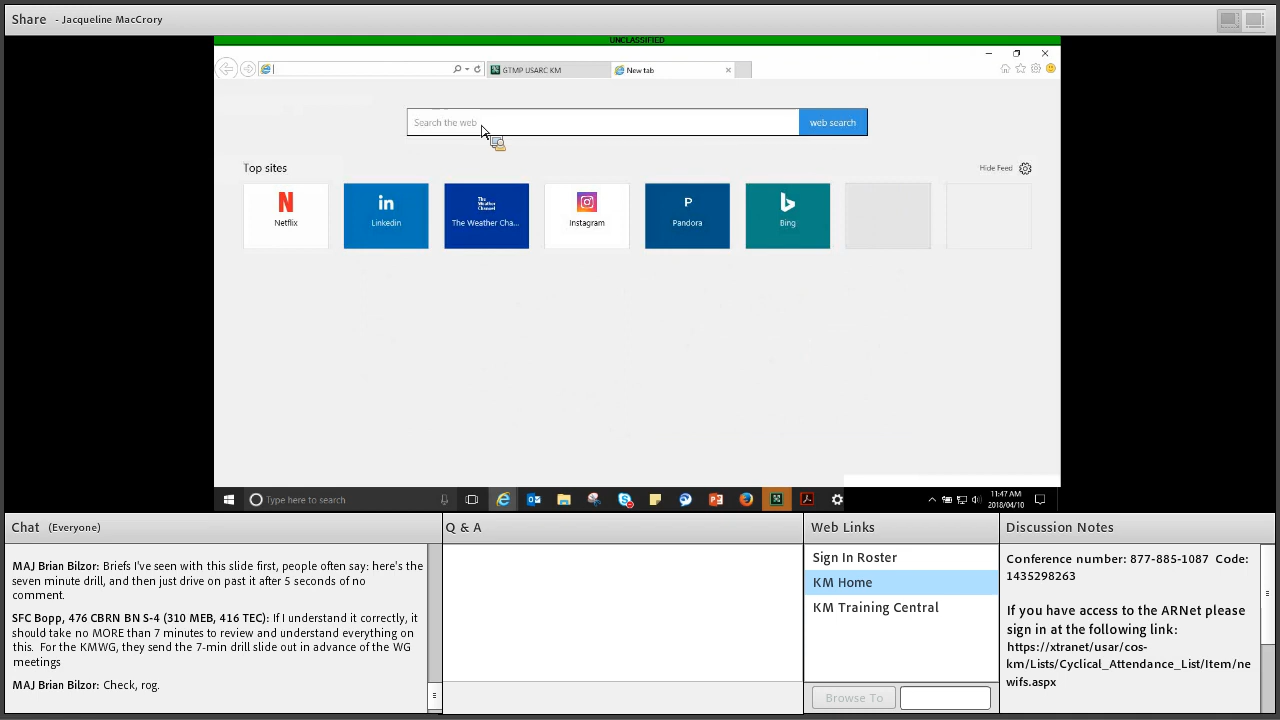 Share - Jacqueline MacCrory
UNCLASSIFIED
GTMP USARC KM
New tab
Search the web
web search
Top sites
Hide Feed
Netflix
in
Linkedin
The Weather Channel
The Weather Cha...
Instagram
P
Pandora
Bing
Type here to search
11:47 AM
2018/04/10
Chat (Everyone)
MAJ Brian Bilzor: Briefs I've seen with this slide first, people often say: here's the
seven minute drill, and then just drive on past it after 5 seconds of no
comment.
SFC Bopp, 476 CBRN BN S-4 (310 MEB, 416 TEC): If I understand it correctly, it
should take no MORE than 7 minutes to review and understand everything on
this. For the KMWG, they send the 7-min drill slide out in advance of the WG
meetings
MAJ Brian Bilzor: Check, rog.
Q & A
Web Links
Sign In Roster
KM Home
KM Training Central
Browse To
Discussion Notes
Conference number: 877-885-1087 Code:
1435298263
If you have access to the ARNet please
sign in at the following link:
https://xtranet/usar/cos-
km/Lists/Cyclical_Attendance_List/Item/ne
wifs.aspx